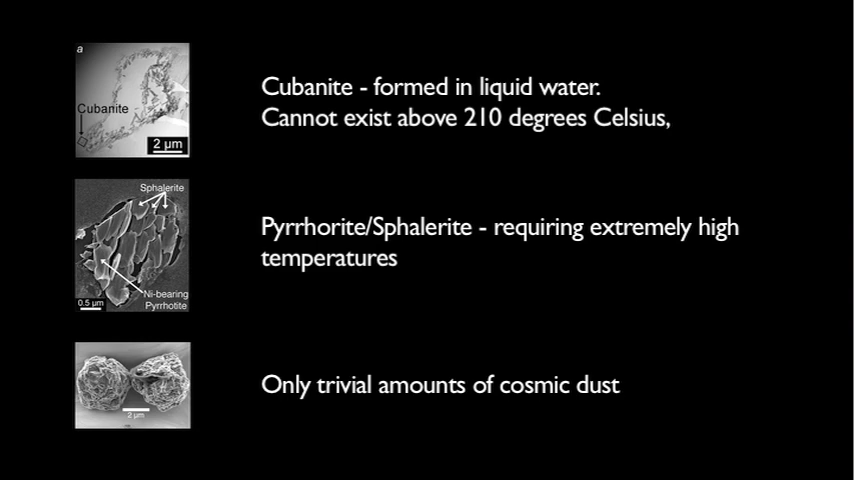 a
Cubanite
2 µm
Cubanite - formed in liquid water.
Cannot exist above 210 degrees Celsius,
Sphalerite
Ni-bearing
Pyrrhotite
0.5 µm
Pyrrhorite/Sphalerite - requiring extremely high
temperatures
2 µm
Only trivial amounts of cosmic dust